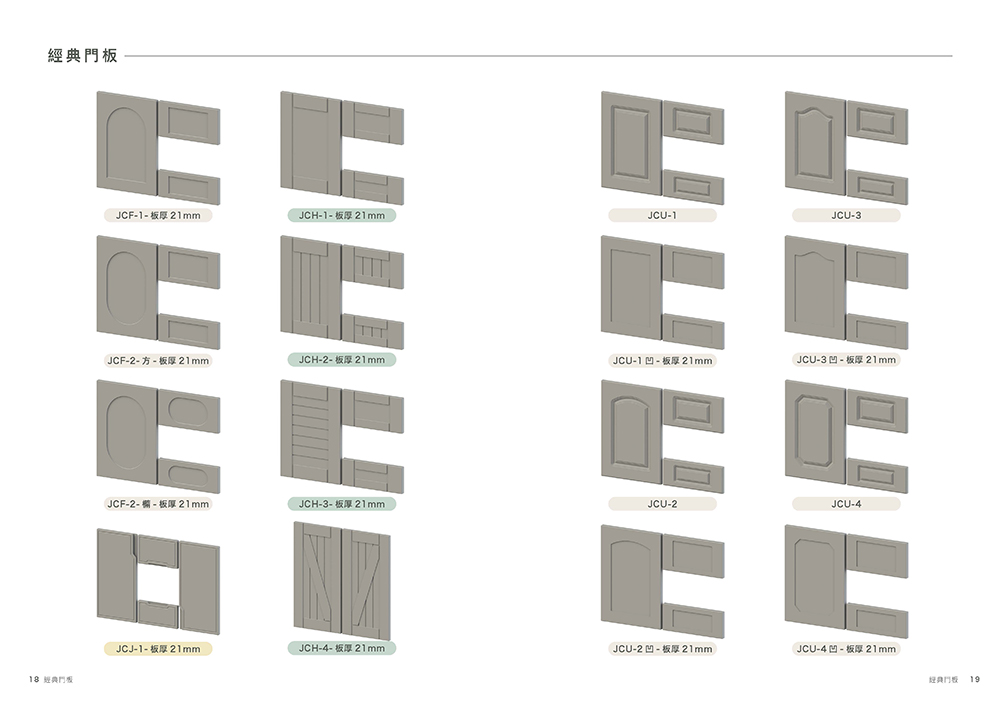 經典門板
JCF-1-板厚 21mm
JCH-1-板厚 21mm
JCU-1
JCU-3
JCF-2-方-板厚 21mm
JCH-2-板厚 21mm
JCU-1 凹-板厚 21mm
JCU-3 凹-板厚 21mm
JCF-2-橢-板厚 21mm
JCH-3-板厚 21mm
JCU-2
JCU-4
JCJ-1-板厚 21mm
JCH-4-板厚 21mm
JCU-2 凹-板厚 21mm
JCU-4 凹-板厚 21mm
18 經典門板
經典門板 19